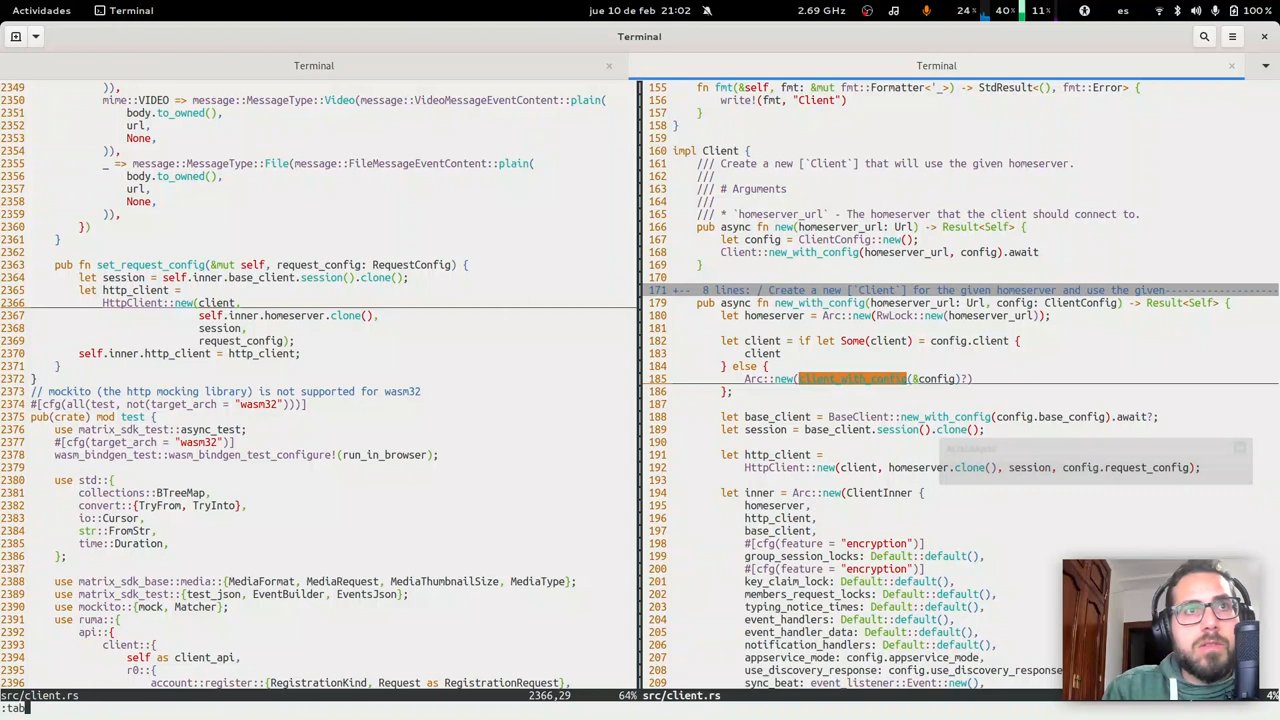 Actividades
Terminal
jue 10 de feb 21:02
2.69 GHz
24 %
40 %
11 %
es
100 %
Terminal
Terminal
Terminal
2349 )),
2350 mime::VIDEO => message::MessageType::Video(message::VideoMessageEventContent::plain(
2351 body.to_owned(),
2352 url,
2353 None,
2354 )),
2355 _ => message::MessageType::File(message::FileMessageEventContent::plain(
2356 body.to_owned(),
2357 url,
2358 None,
2359 )),
2360 })
2361 }
2362
2363 pub fn set_request_config(&mut self, request_config: RequestConfig) {
2364 let session = self.inner.base_client.session().clone();
2365 let http_client =
2366 HttpClient::new(client,
2367 self.inner.homeserver.clone(),
2368 session,
2369 request_config);
2370 self.inner.http_client = http_client;
2371 }
2372 }
2373 // mockito (the http mocking library) is not supported for wasm32
2374 #[cfg(all(test, not(target_arch = "wasm32")))]
2375 pub(crate) mod test {
2376 use matrix_sdk_test::async_test;
2377 #[cfg(target_arch = "wasm32")]
2378 wasm_bindgen_test::wasm_bindgen_test_configure!(run_in_browser);
2379
2380 use std::{
2381 collections::BTreeMap,
2382 convert::{TryFrom, TryInto},
2383 io::Cursor,
2384 str::FromStr,
2385 time::Duration,
2386 };
2387
2388 use matrix_sdk_base::media::{MediaFormat, MediaRequest, MediaThumbnailSize, MediaType};
2389 use matrix_sdk_test::{test_json, EventBuilder, EventsJson};
2390 use mockito::{mock, Matcher};
2391 use ruma::{
2392 api::{
2393 client::{
2394 self as client_api,
2395 r0::{
2396 account::register::{RegistrationKind, Request as RegistrationRequest},
src/client.rs 2366,29 64%
:tab
155 fn fmt(&self, fmt: &mut fmt::Formatter<'_>) -> StdResult<(), fmt::Error> {
156 write!(fmt, "Client")
157 }
158 }
159
160 impl Client {
161 /// Create a new [`Client`] that will use the given homeserver.
162 ///
163 /// # Arguments
164 ///
165 /// * `homeserver_url` - The homeserver that the client should connect to.
166 pub async fn new(homeserver_url: Url) -> Result<Self> {
167 let config = ClientConfig::new();
168 Client::new_with_config(homeserver_url, config).await
169 }
170
171 +-- 8 lines: / Create a new [`Client`] for the given homeserver and use the given-------------------
179 pub async fn new_with_config(homeserver_url: Url, config: ClientConfig) -> Result<Self> {
180 let homeserver = Arc::new(RwLock::new(homeserver_url));
181
182 let client = if let Some(client) = config.client {
183 client
184 } else {
185 Arc::new(client_with_config(&config)?)
186 };
187
188 let base_client = BaseClient::new_with_config(config.base_config).await?;
189 let session = base_client.session().clone();
190
191 let http_client =
192 HttpClient::new(client, homeserver.clone(), session, config.request_config);
193
194 let inner = Arc::new(ClientInner {
195 homeserver,
196 http_client,
197 base_client,
198 #[cfg(feature = "encryption")]
199 group_session_locks: Default::default(),
200 #[cfg(feature = "encryption")]
201 key_claim_lock: Default::default(),
202 members_request_locks: Default::default(),
203 typing_notice_times: Default::default(),
204 event_handlers: Default::default(),
205 event_handler_data: Default::default(),
206 notification_handlers: Default::default(),
207 appservice_mode: config.appservice_mode,
208 use_discovery_response: config.use_discovery_response
209 sync_beat: event_listener::Event::new(),
src/client.rs 4%